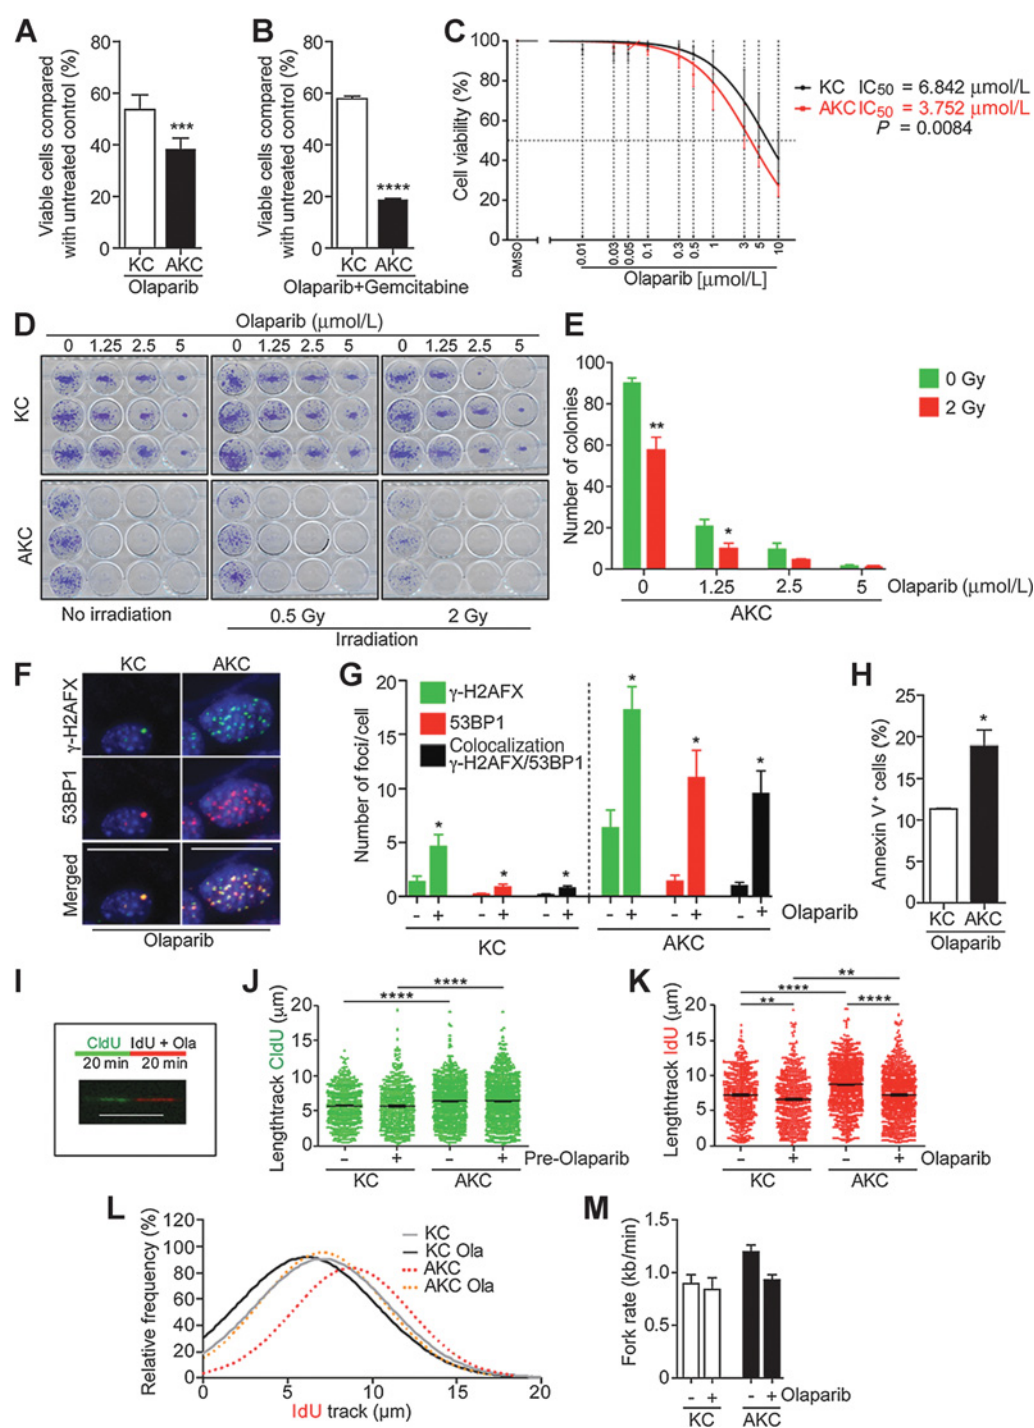 A
Viable cells compared
with untreated control (%)
80
60
40
20
0
***
KC AKC
Olaparib
B
Viable cells compared
with untreated control (%)
80
60
40
20
0
****
KC AKC
Olaparib+Gemcitabine
C
Cell viability (%)
100
80
60
40
20
0
DMSO
0.01
0.03
0.05
0.1
0.3
0.5
1
3
5
10
Olaparib [μmol/L]
KC IC50 = 6.842 μmol/L
AKC IC50 = 3.752 μmol/L
P = 0.0084
D
Olaparib (μmol/L)
0 1.25 2.5 5 0 1.25 2.5 5 0 1.25 2.5 5
KC
AKC
No irradiation 0.5 Gy 2 Gy
Irradiation
E
Number of colonies
100
80
60
40
20
0
**
*
0 Gy
2 Gy
0 1.25 2.5 5 Olaparib (μmol/L)
AKC
F
KC AKC
γ-H2AFX
53BP1
Merged
Olaparib
G
Number of foci/cell
20
15
10
5
0
γ-H2AFX
53BP1
Colocalization
γ-H2AFX/53BP1
* * * * * *
- + - + - + - + - + - + Olaparib
KC AKC
H
Annexin V+ cells (%)
25
20
15
10
5
0
*
KC AKC
Olaparib
I
CldU IdU + Ola
20 min 20 min
J
Lengthtrack CldU (μm)
25
20
15
10
5
0
****
****
- + - + Pre-Olaparib
KC AKC
K
Lengthtrack IdU (μm)
25
20
15
10
5
0
**
****
** ****
- + - + Olaparib
KC AKC
L
Relative frequency (%)
120
100
80
60
40
20
0
KC
KC Ola
AKC
AKC Ola
0 5 10 15 20
IdU track (μm)
M
Fork rate (kb/min)
1.5
1.0
0.5
0
- + - + Olaparib
KC AKC